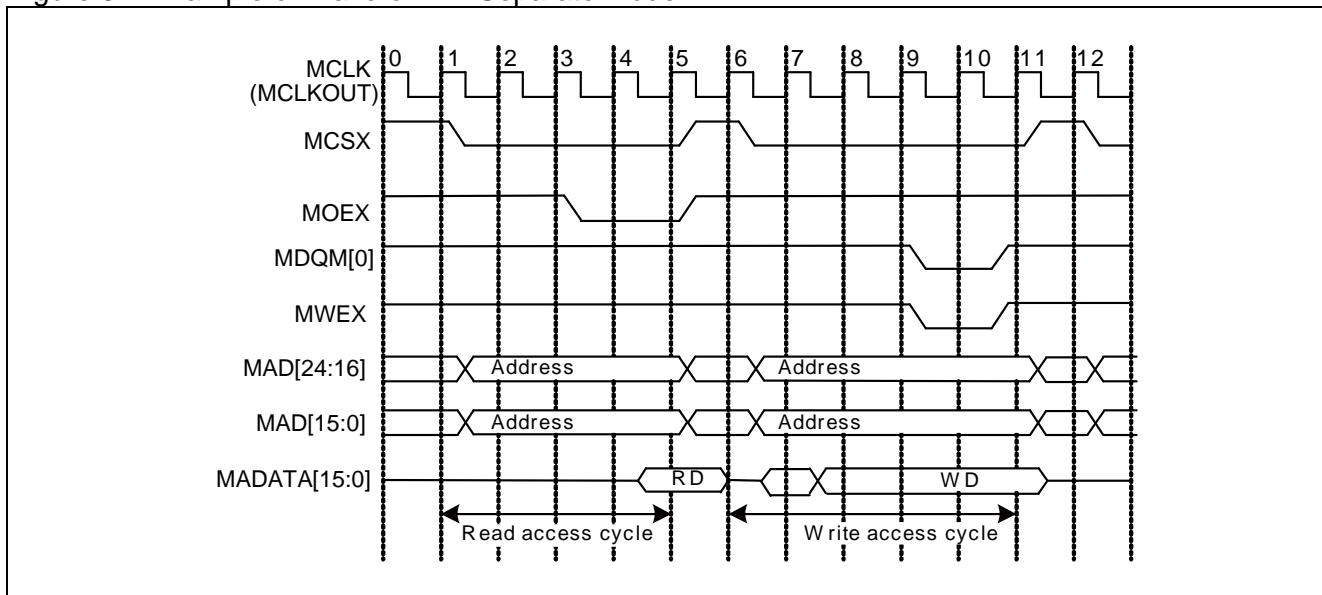 0 1 2 3 4 5 6 7 8 9 10 11 12
MCLK
(MCLKOUT)
MCSX
MOEX
MDQM[0]
MWEX
MAD[24:16] Address Address
MAD[15:0] Address Address
MADATA[15:0] RD WD
Read access cycle Write access cycle